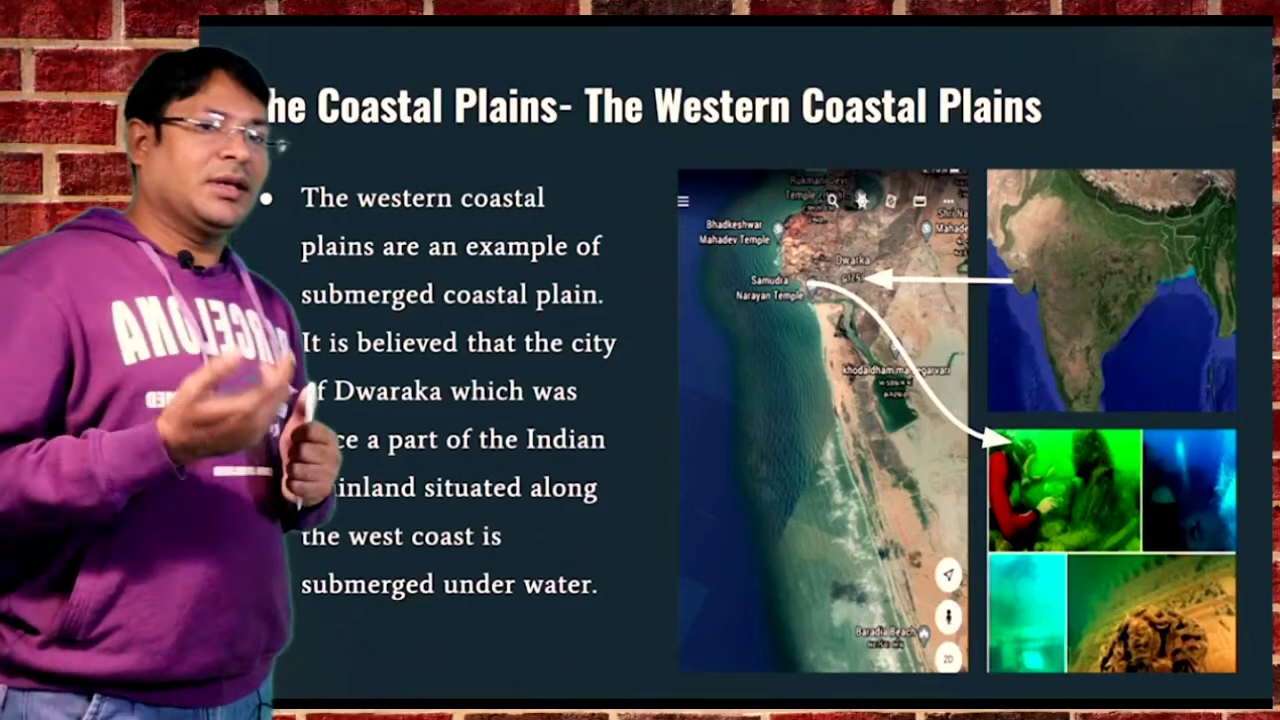 he Coastal Plains- The Western Coastal Plains
The western coastal
plains are an example of
submerged coastal plain.
It is believed that the city
f Dwaraka which was
ce a part of the Indian
inland situated along
the west coast is
submerged under water.
Bhadkeshwar
Mahadev Temple
Dwarka
Samudra
Narayan Temple
Baradia Beach
2D